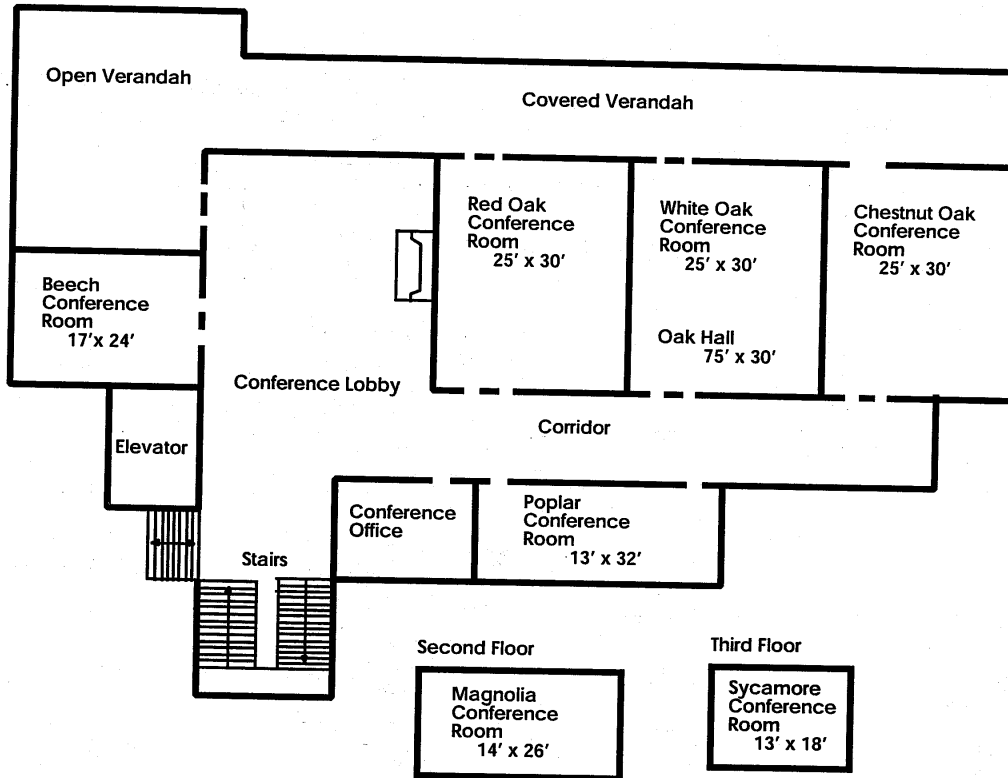 Open Verandah
Covered Verandah
Red Oak
Conference
Room
25' x 30'
White Oak
Conference
Room
25' x 30'
Chestnut Oak
Conference
Room
25' x 30'
Beech
Conference
Room
17'x 24'
Oak Hall
75' x 30'
Conference Lobby
Corridor
Elevator
Conference
Office
Poplar
Conference
Room
13' x 32'
Stairs
Second Floor
Magnolia
Conference
Room
14' x 26'
Third Floor
Sycamore
Conference
Room
13' x 18'